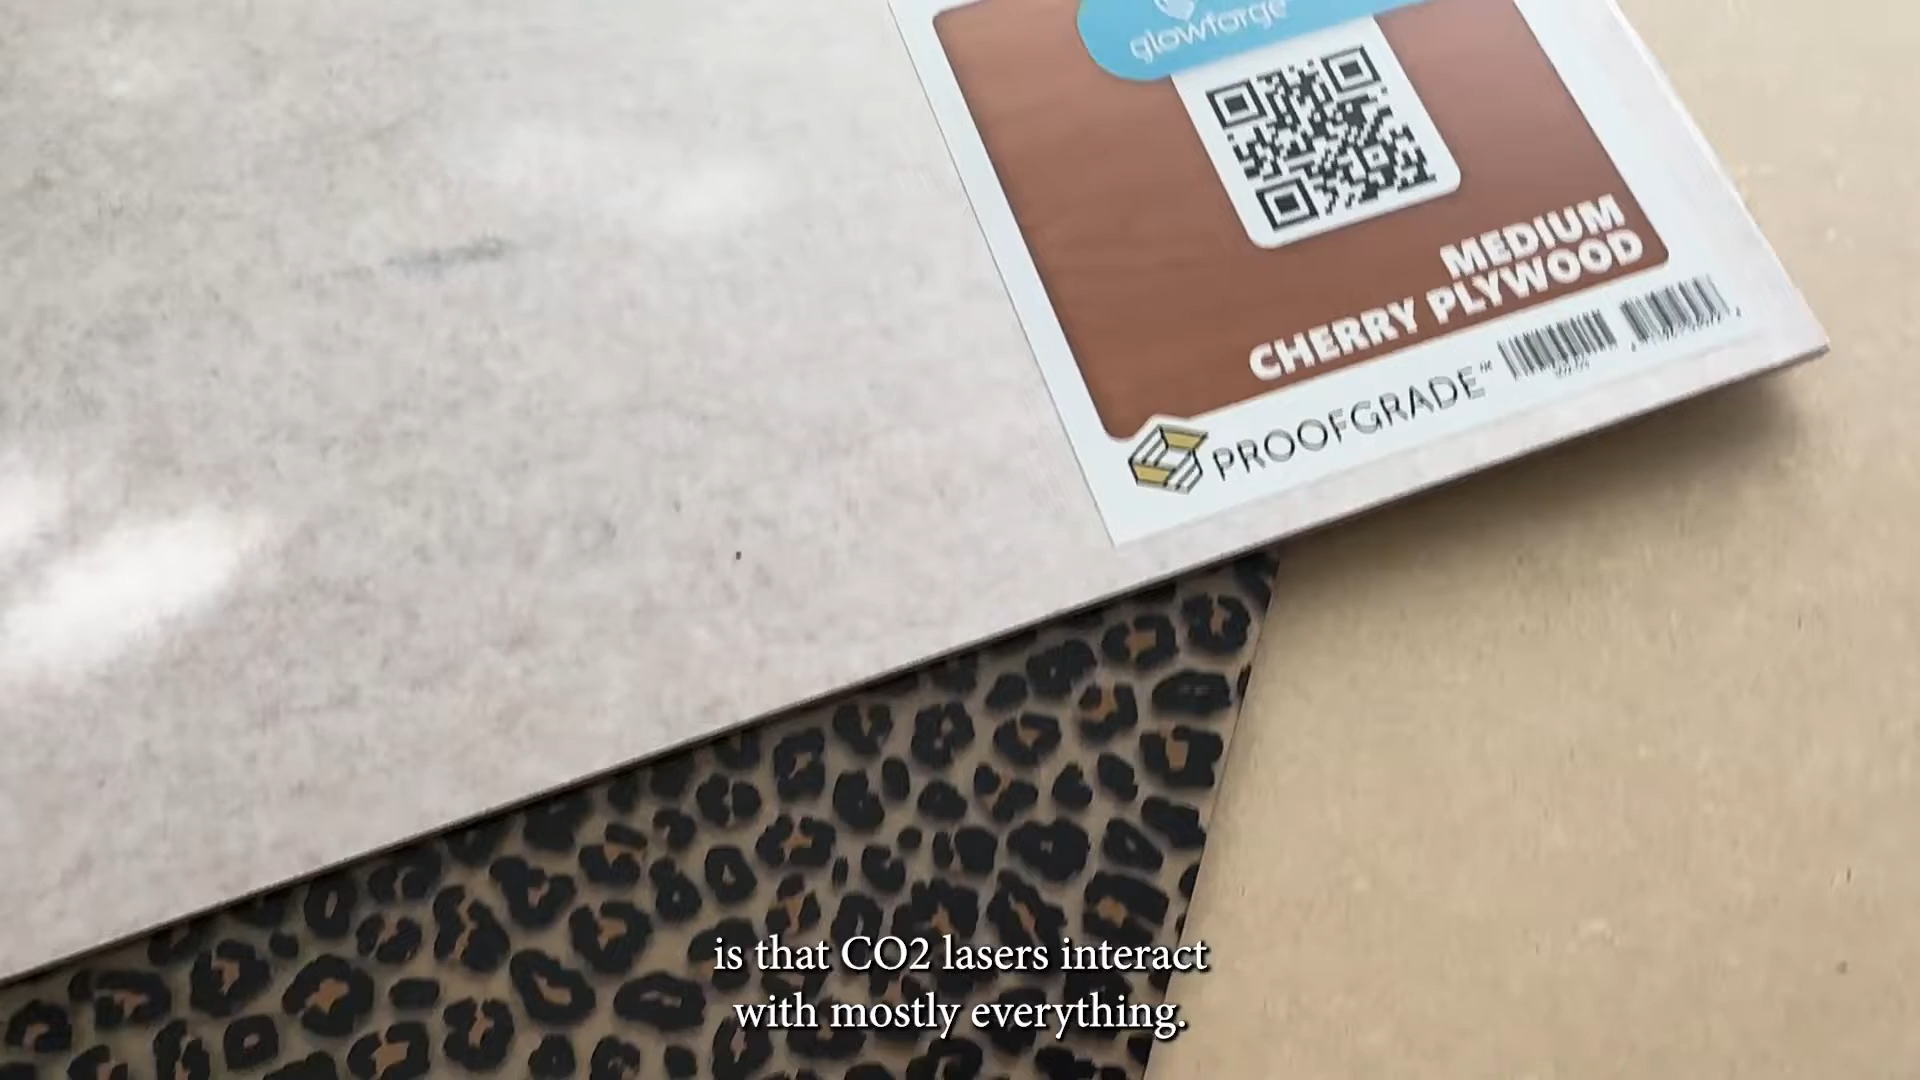 glowforge
MEDIUM
CHERRY PLYWOOD
PROOFGRADE™
is that CO2 lasers interact
with mostly everything.